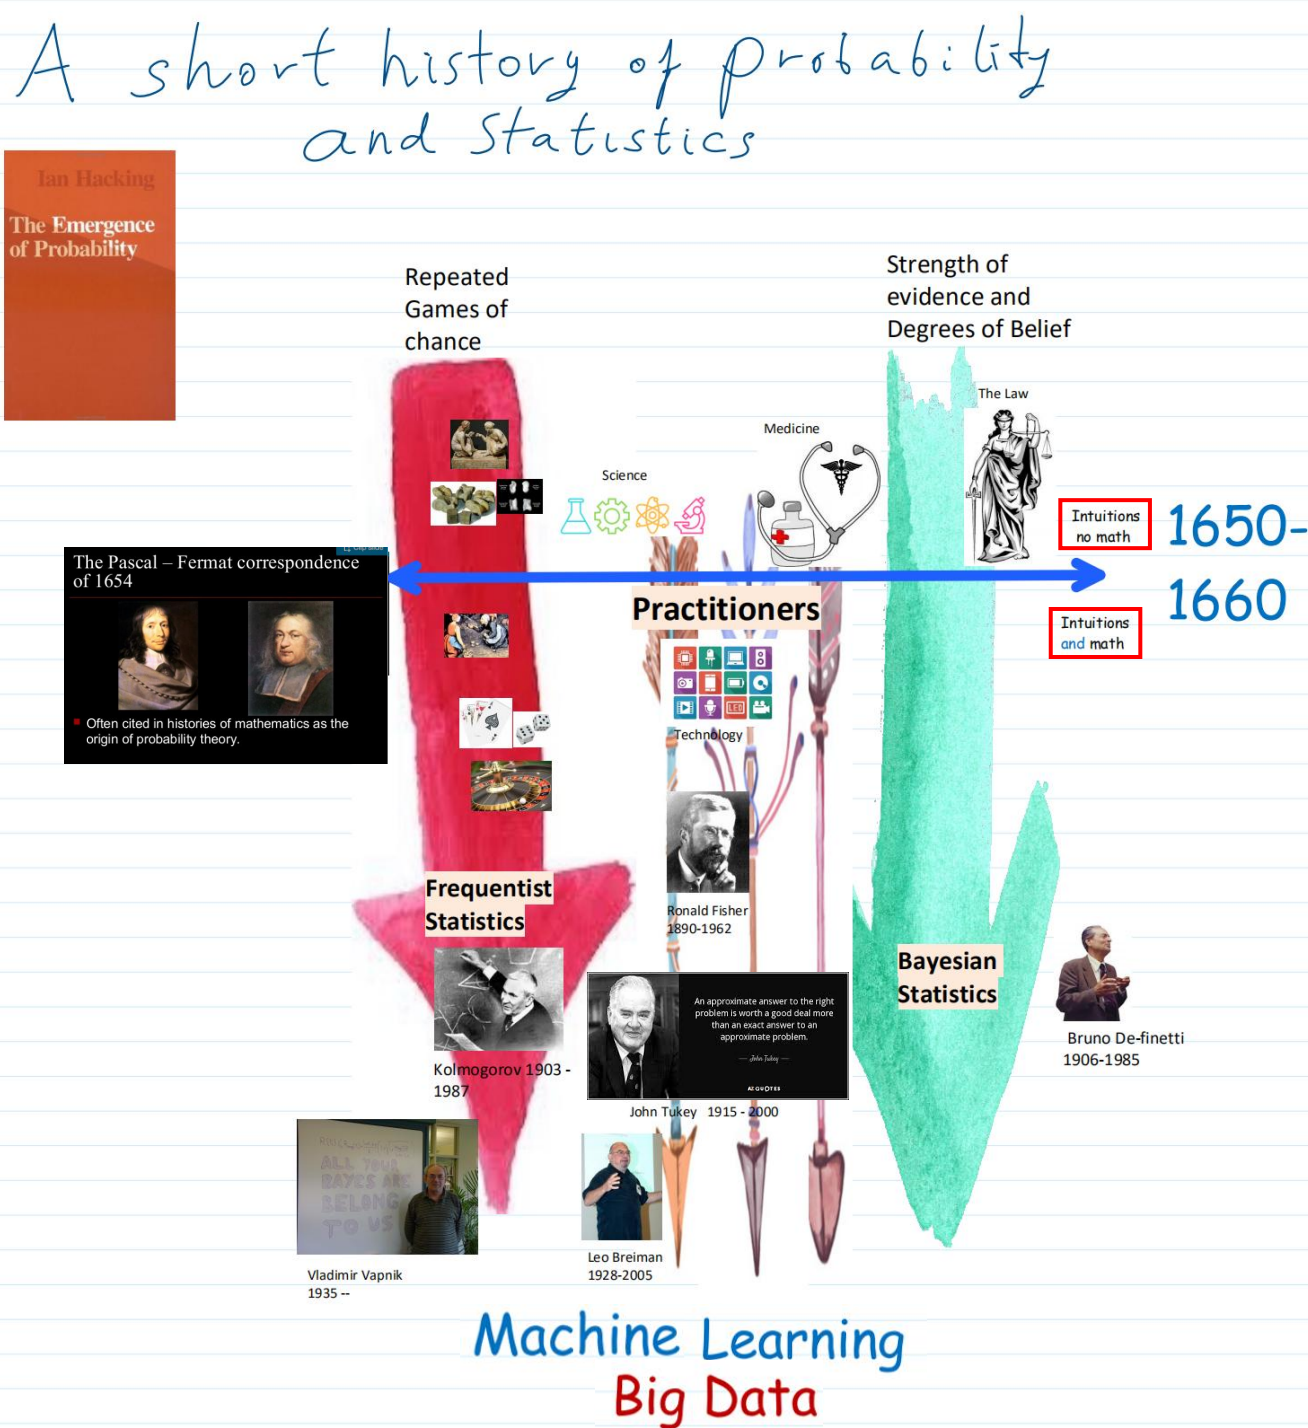 A short history of probability
and Statistics
Ian Hacking
The Emergence
of Probability
Repeated
Games of
chance
Strength of
evidence and
Degrees of Belief
The Law
Medicine
Science
Intuitions
no math
1650-
1660
Intuitions
and math
The Pascal – Fermat correspondence
of 1654
Often cited in histories of mathematics as the
origin of probability theory.
Practitioners
LED
Technology
Ronald Fisher
1890-1962
Frequentist
Statistics
Bayesian
Statistics
Kolmogorov 1903 -
1987
An approximate answer to the right
problem is worth a good deal more
than an exact answer to an
approximate problem.
— John Tukey —
AZ QUOTES
John Tukey 1915 - 2000
Bruno De-finetti
1906-1985
ALL YOUR
BAYES ARE
BELONG
TO US
Vladimir Vapnik
1935 --
Leo Breiman
1928-2005
Machine Learning
Big Data